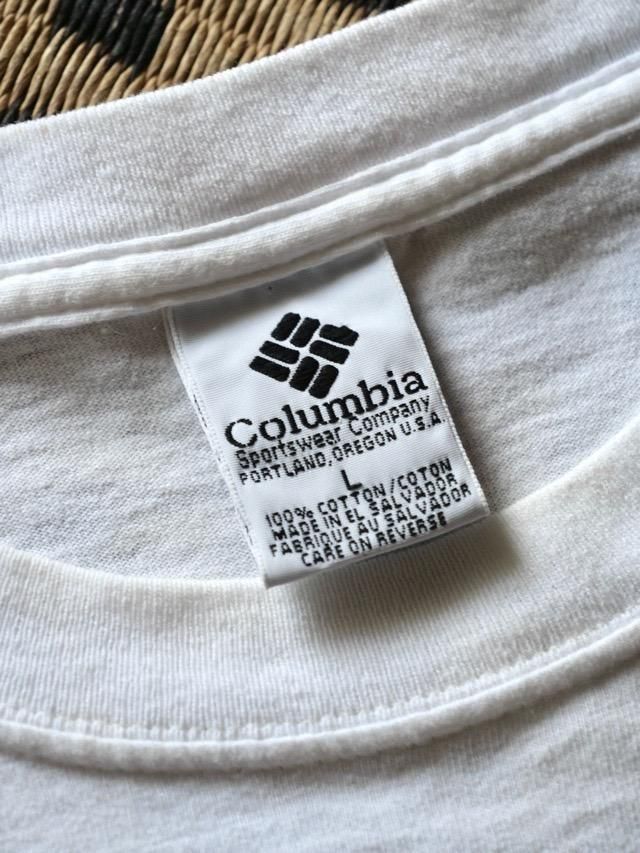 Columbia
Sportswear Company
PORTLAND, OREGON U.S.A.
L
100% COTTON/COTON
MADE IN EL SALVADOR
FABRIQUE AU SALVADOR
CARE ON REVERSE